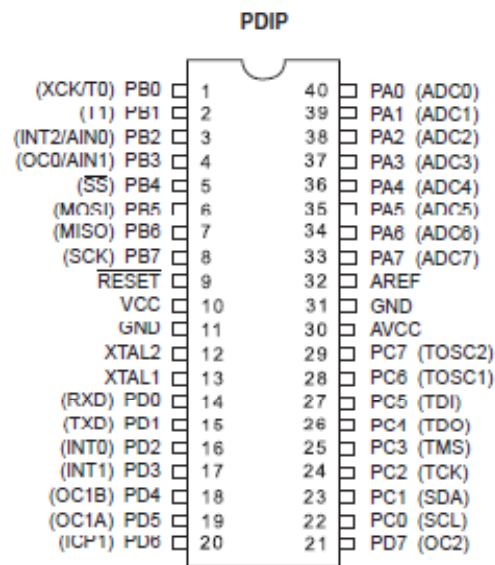 PDIP
(XCK/T0) PB0 1 40 PA0 (ADC0)
(T1) PB1 2 39 PA1 (ADC1)
(INT2/AIN0) PB2 3 38 PA2 (ADC2)
(OC0/AIN1) PB3 4 37 PA3 (ADC3)
(SS) PB4 5 36 PA4 (ADC4)
(MOSI) PB5 6 35 PA5 (ADC5)
(MISO) PB6 7 34 PA6 (ADC6)
(SCK) PB7 8 33 PA7 (ADC7)
RESET 9 32 AREF
VCC 10 31 GND
GND 11 30 AVCC
XTAL2 12 29 PC7 (TOSC2)
XTAL1 13 28 PC6 (TOSC1)
(RXD) PD0 14 27 PC5 (TDI)
(TXD) PD1 15 26 PC4 (TDO)
(INT0) PD2 16 25 PC3 (TMS)
(INT1) PD3 17 24 PC2 (TCK)
(OC1B) PD4 18 23 PC1 (SDA)
(OC1A) PD5 19 22 PC0 (SCL)
(ICP1) PD6 20 21 PD7 (OC2)